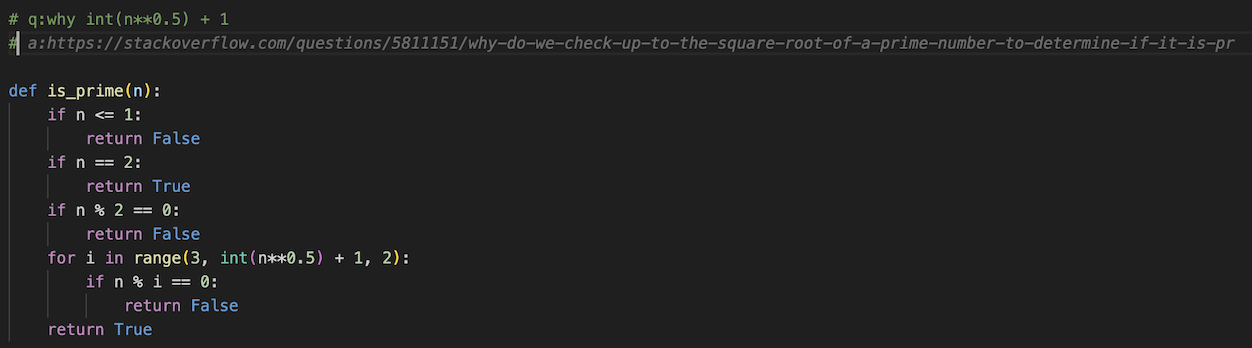 # q:why int(n**0.5) + 1
# a:https://stackoverflow.com/questions/5811151/why-do-we-check-up-to-the-square-root-of-a-prime-number-to-determine-if-it-is-pr
def is_prime(n):
    if n <= 1:
        return False
    if n == 2:
        return True
    if n % 2 == 0:
        return False
    for i in range(3, int(n**0.5) + 1, 2):
        if n % i == 0:
            return False
    return True